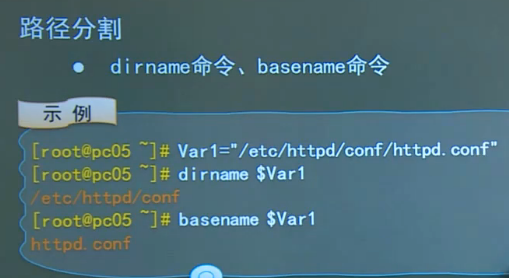 路径分割
● dirname命令、basename命令
示 例
[root@pc05 ~]# Var1="/etc/httpd/conf/httpd.conf"
[root@pc05 ~]# dirname $Var1
/etc/httpd/conf
[root@pc05 ~]# basename $Var1
httpd.conf